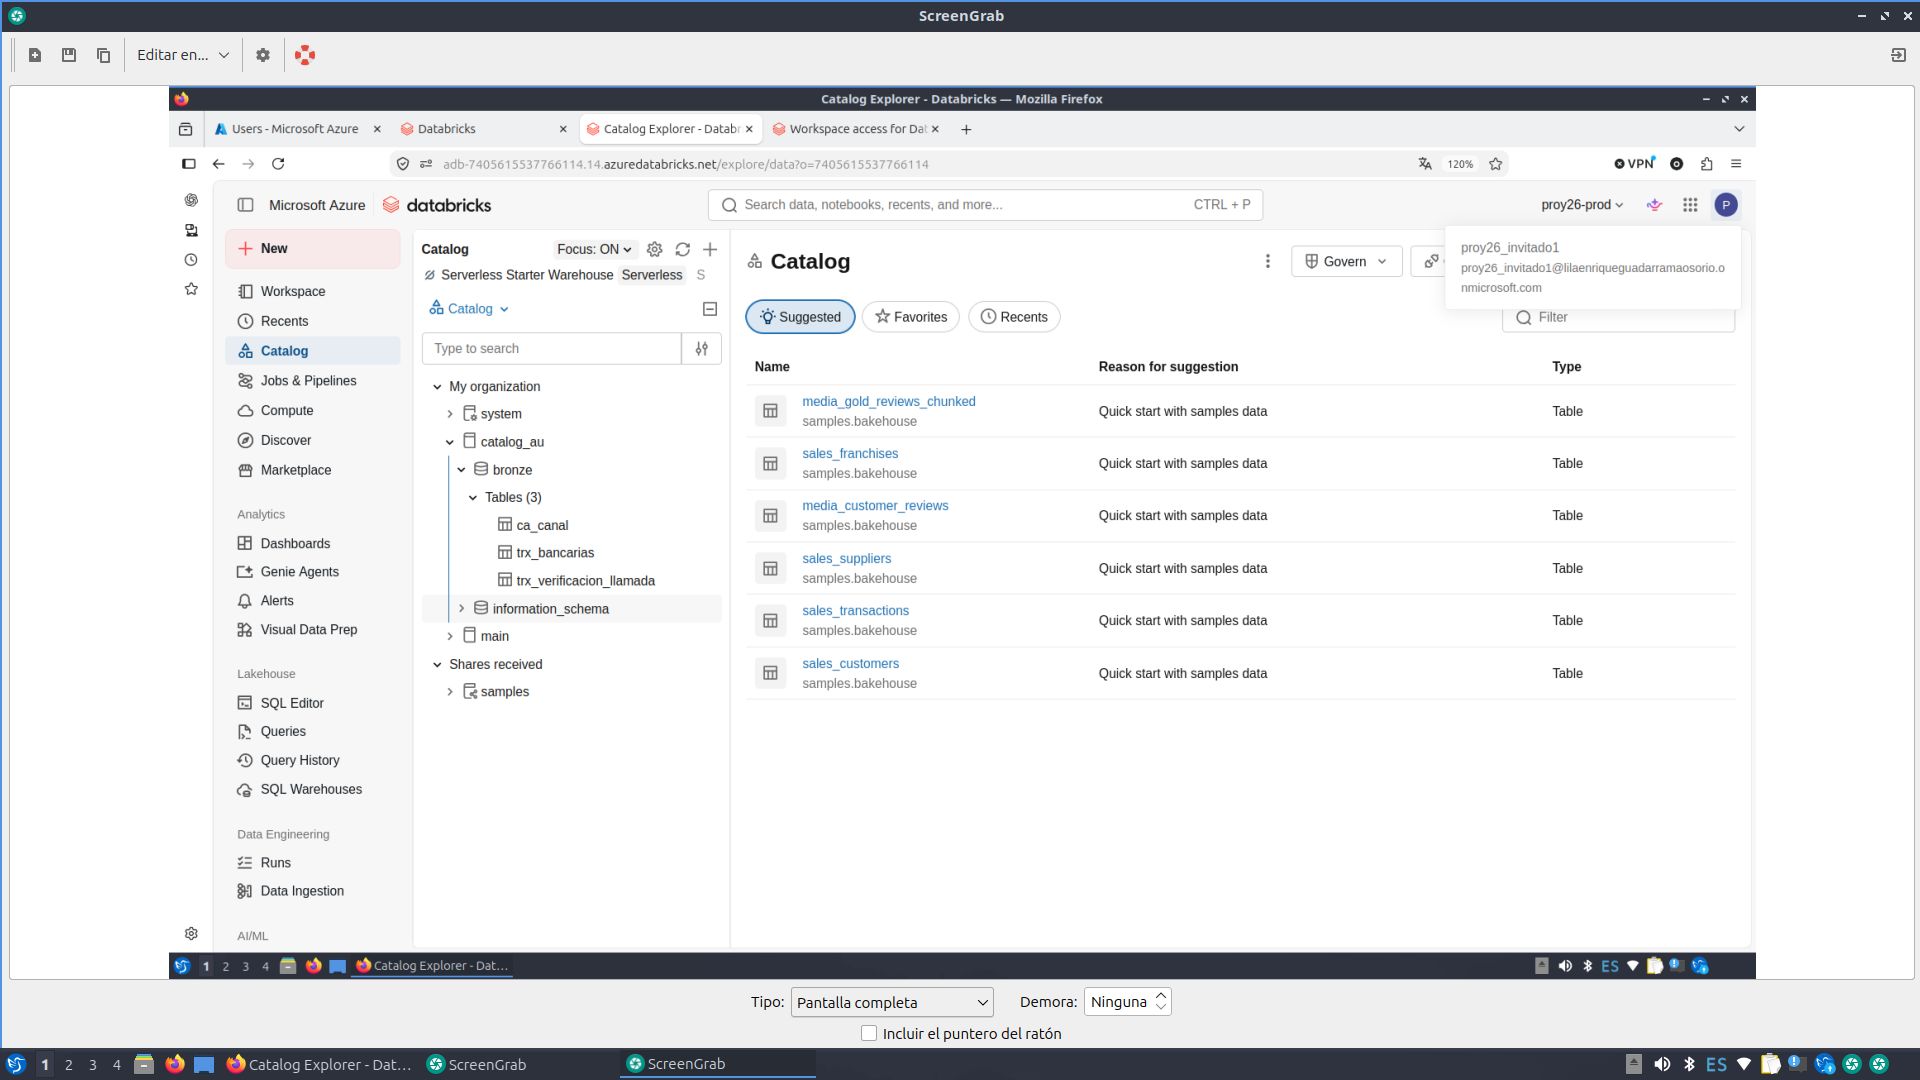 ScreenGrab
Editar en...
Catalog Explorer - Databricks — Mozilla Firefox
Users - Microsoft Azure
Databricks
Catalog Explorer - Databr
Workspace access for Dat
adb-7405615537766114.14.azuredatabricks.net/explore/data?o=7405615537766114
120%
VPN
Microsoft Azure
databricks
Search data, notebooks, recents, and more...
CTRL + P
proy26-prod
P
proy26_invitado1
proy26_invitado1@lilaenriqueguadarramaosorio.o
nmicrosoft.com
New
Workspace
Recents
Catalog
Jobs & Pipelines
Compute
Discover
Marketplace
Analytics
Dashboards
Genie Agents
Alerts
Visual Data Prep
Lakehouse
SQL Editor
Queries
Query History
SQL Warehouses
Data Engineering
Runs
Data Ingestion
AI/ML
Catalog
Focus: ON
Serverless Starter Warehouse
Serverless
S
Catalog
Type to search
My organization
system
catalog_au
bronze
Tables (3)
ca_canal
trx_bancarias
trx_verificacion_llamada
information_schema
main
Shares received
samples
Catalog
Govern
Suggested
Favorites
Recents
Filter
Name
Reason for suggestion
Type
media_gold_reviews_chunked
samples.bakehouse
Quick start with samples data
Table
sales_franchises
samples.bakehouse
Quick start with samples data
Table
media_customer_reviews
samples.bakehouse
Quick start with samples data
Table
sales_suppliers
samples.bakehouse
Quick start with samples data
Table
sales_transactions
samples.bakehouse
Quick start with samples data
Table
sales_customers
samples.bakehouse
Quick start with samples data
Table
1 2 3 4
Catalog Explorer - Dat...
ES
Tipo:
Pantalla completa
Demora:
Ninguna
Incluir el puntero del ratón
1 2 3 4
Catalog Explorer - Dat...
ScreenGrab
ScreenGrab
ES